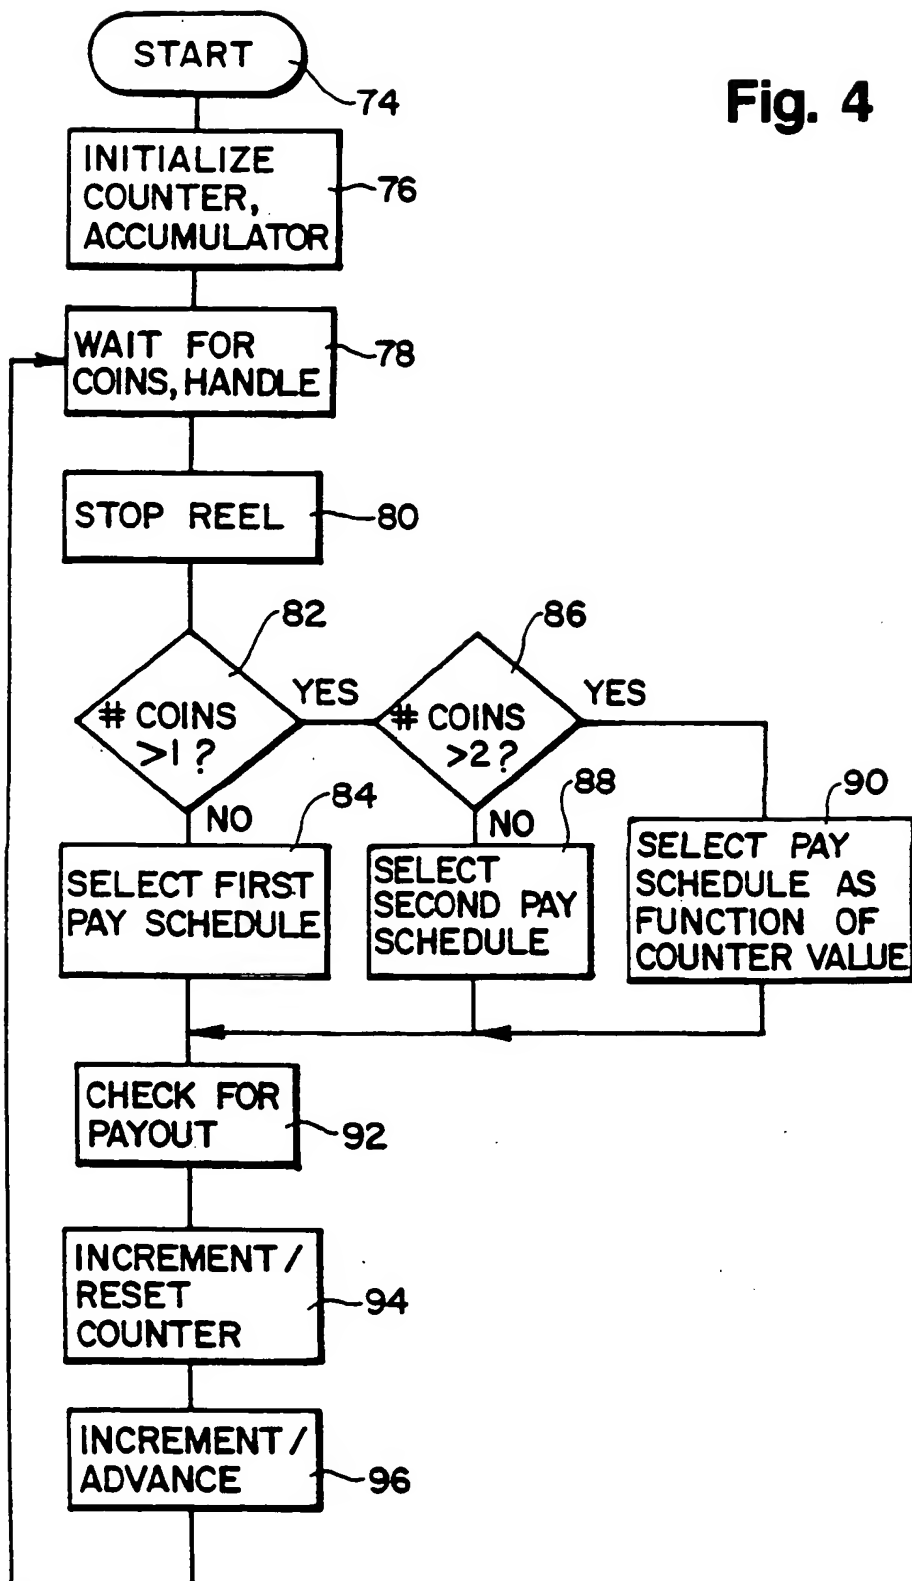 START
74
Fig. 4
INITIALIZE
COUNTER,
ACCUMULATOR
76
WAIT FOR
COINS, HANDLE
78
STOP REEL
80
82
# COINS
>1?
YES
NO
86
# COINS
>2?
YES
NO
84
SELECT FIRST
PAY SCHEDULE
88
SELECT
SECOND PAY
SCHEDULE
90
SELECT PAY
SCHEDULE AS
FUNCTION OF
COUNTER VALUE
CHECK FOR
PAYOUT
92
INCREMENT/
RESET
COUNTER
94
INCREMENT/
ADVANCE
96